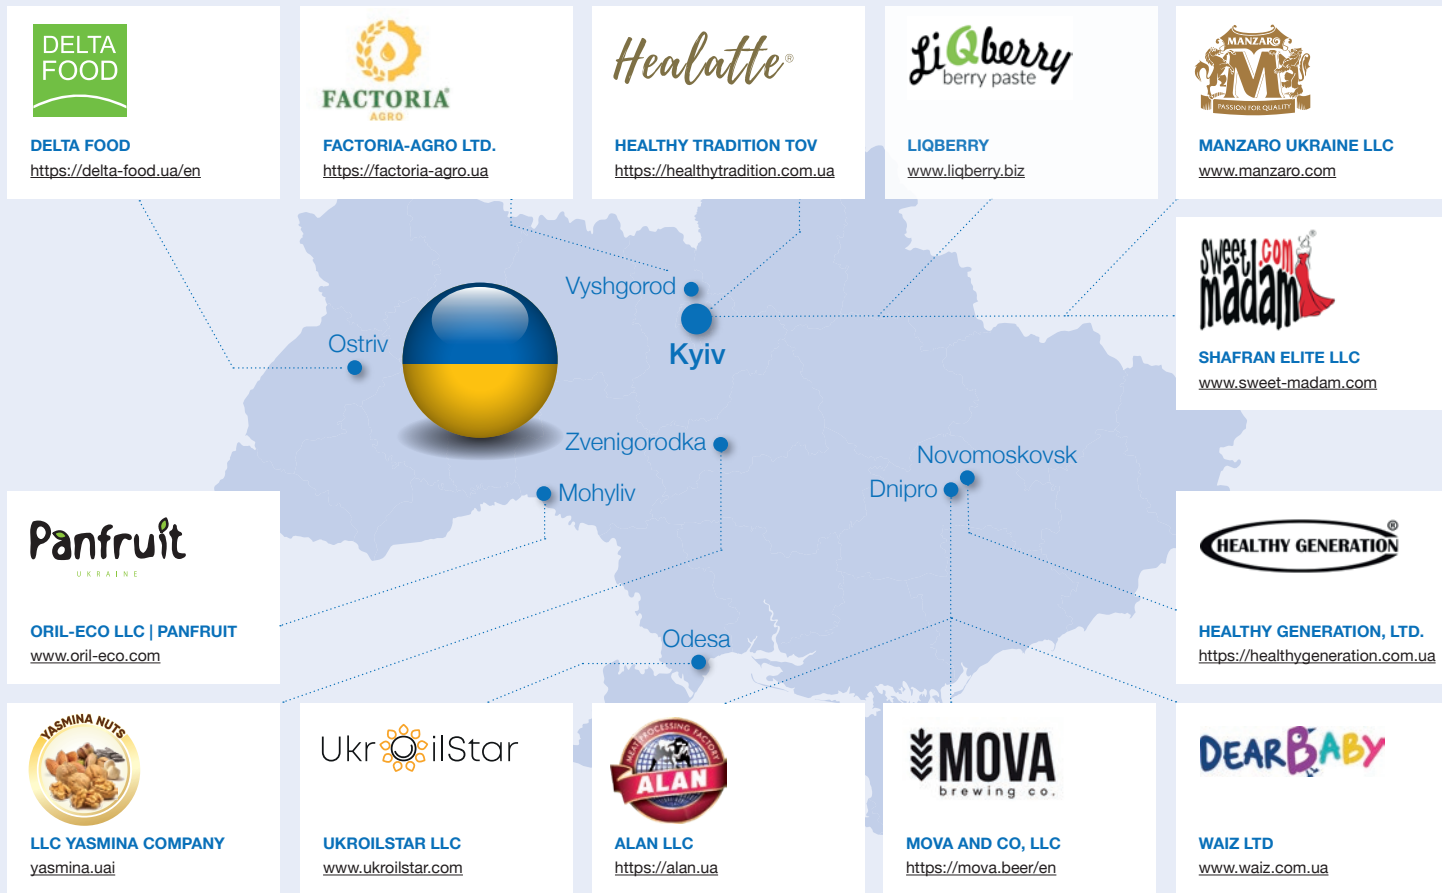 DELTA
FOOD
DELTA FOOD
https://delta-food.ua/en
FACTORIA
AGRO
FACTORIA-AGRO LTD.
https://factoria-agro.ua
Healatte®
HEALTHY TRADITION TOV
https://healthytradition.com.ua
LiQberry
berry paste
LIQBERRY
www.liqberry.biz
MANZARO
M
PASSION FOR QUALITY
MANZARO UKRAINE LLC
www.manzaro.com
sweet .com
madam
®
SHAFRAN ELITE LLC
www.sweet-madam.com
Vyshgorod
Kyiv
Ostriv
Zvenigorodka
Mohyliv
Novomoskovsk
Dnipro
Odesa
Panfruit
UKRAINE
ORIL-ECO LLC | PANFRUIT
www.oril-eco.com
HEALTHY GENERATION
®
HEALTHY GENERATION, LTD.
https://healthygeneration.com.ua
YASMINA NUTS
LLC YASMINA COMPANY
yasmina.uai
UkrOilStar
UKROILSTAR LLC
www.ukroilstar.com
MEAT PROCESSING FACTORY
ALAN
ALAN LLC
https://alan.ua
MOVA
brewing co.
MOVA AND CO, LLC
https://mova.beer/en
DEARBABY
WAIZ LTD
www.waiz.com.ua